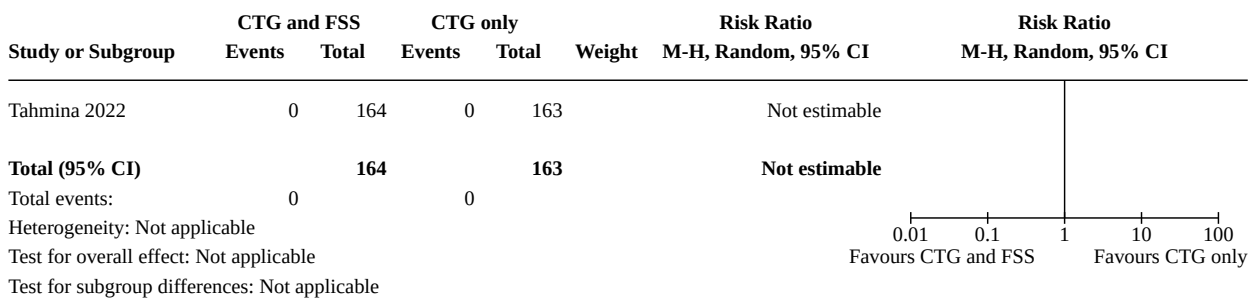 CTG and FSS CTG only Risk Ratio Risk Ratio
Study or Subgroup Events Total Events Total Weight M-H, Random, 95% CI M-H, Random, 95% CI
Tahmina 2022 0 164 0 163 Not estimable
Total (95% CI) 164 163 Not estimable
Total events: 0 0
Heterogeneity: Not applicable
0.01 0.1 1 10 100
Test for overall effect: Not applicable Favours CTG and FSS Favours CTG only
Test for subgroup differences: Not applicable